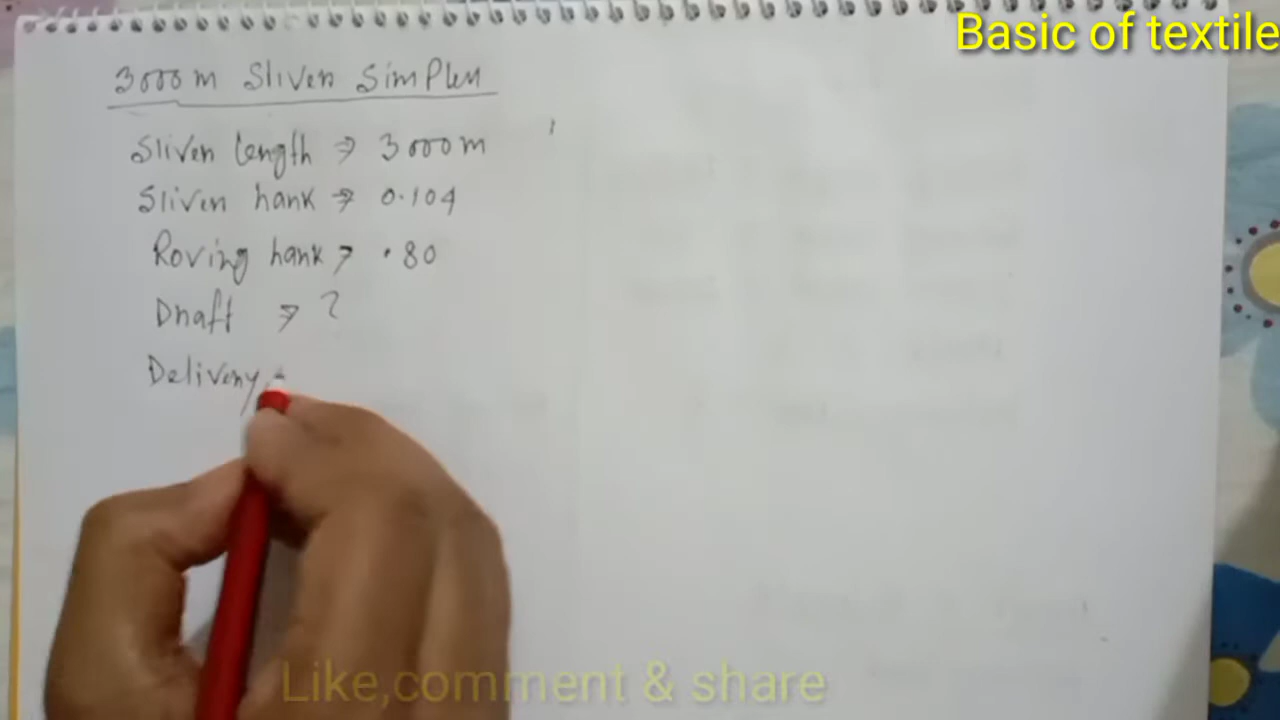 Basic of textile
3000m Sliver Simplex
Sliver length ⇒ 3000m
Sliver hank ⇒ 0.104
Roving hank ⇒ .80
Draft ⇒ ?
Delivery
Like,comment & share